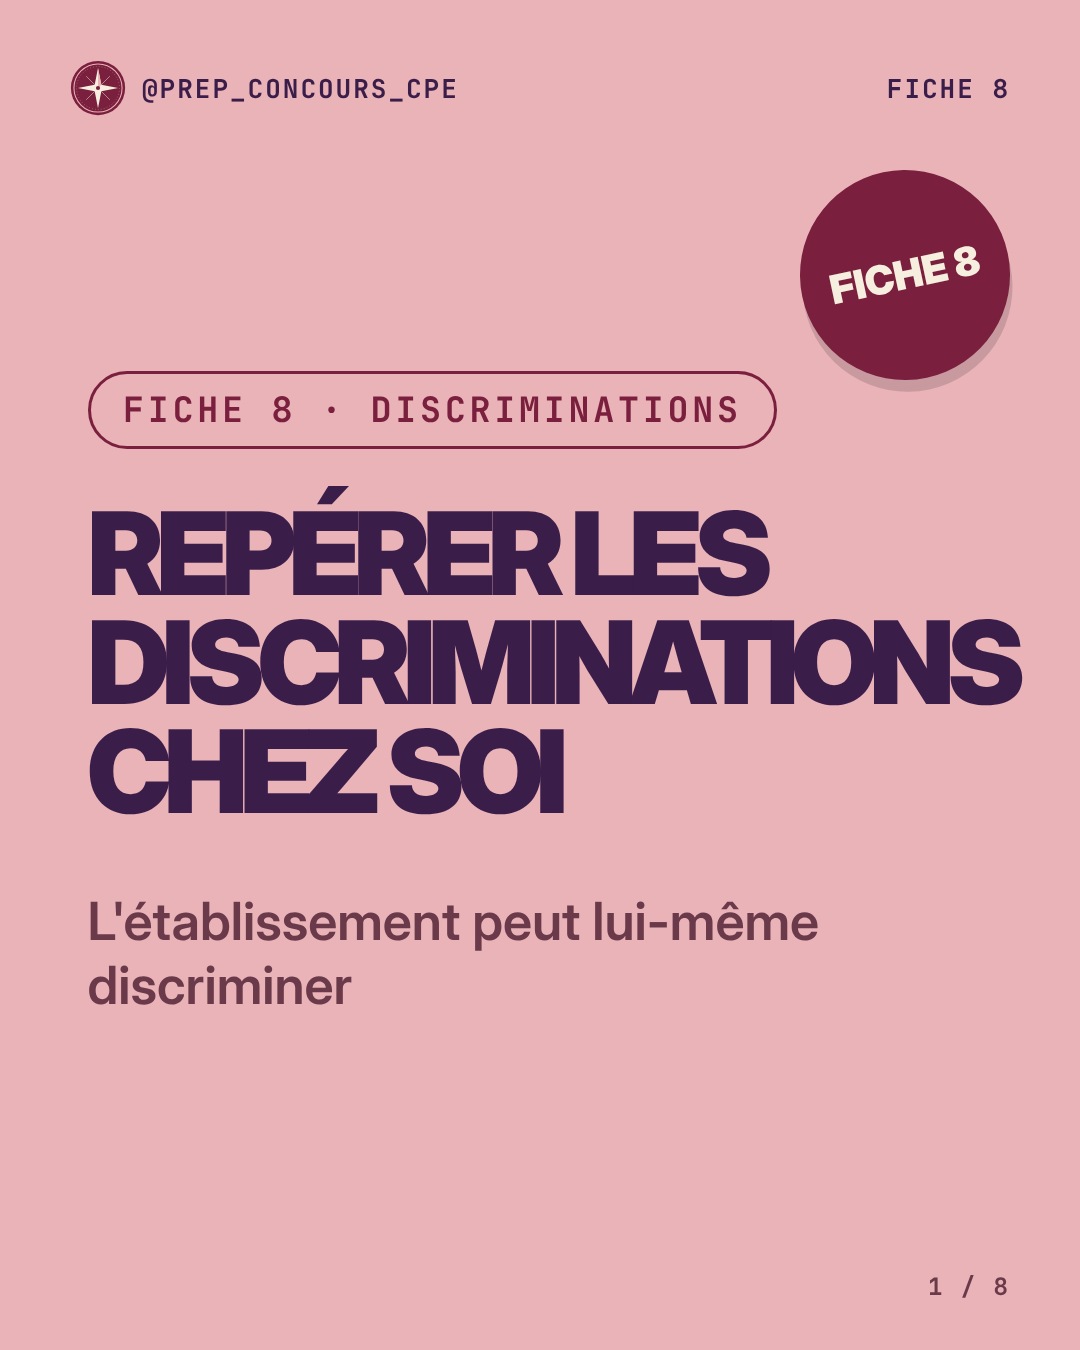 @PREP_CONCOURS_CPE
FICHE 8
FICHE 8
FICHE 8 · DISCRIMINATIONS
REPÉRER LES
DISCRIMINATIONS
CHEZ SOI
L'établissement peut lui-même
discriminer
1 / 8